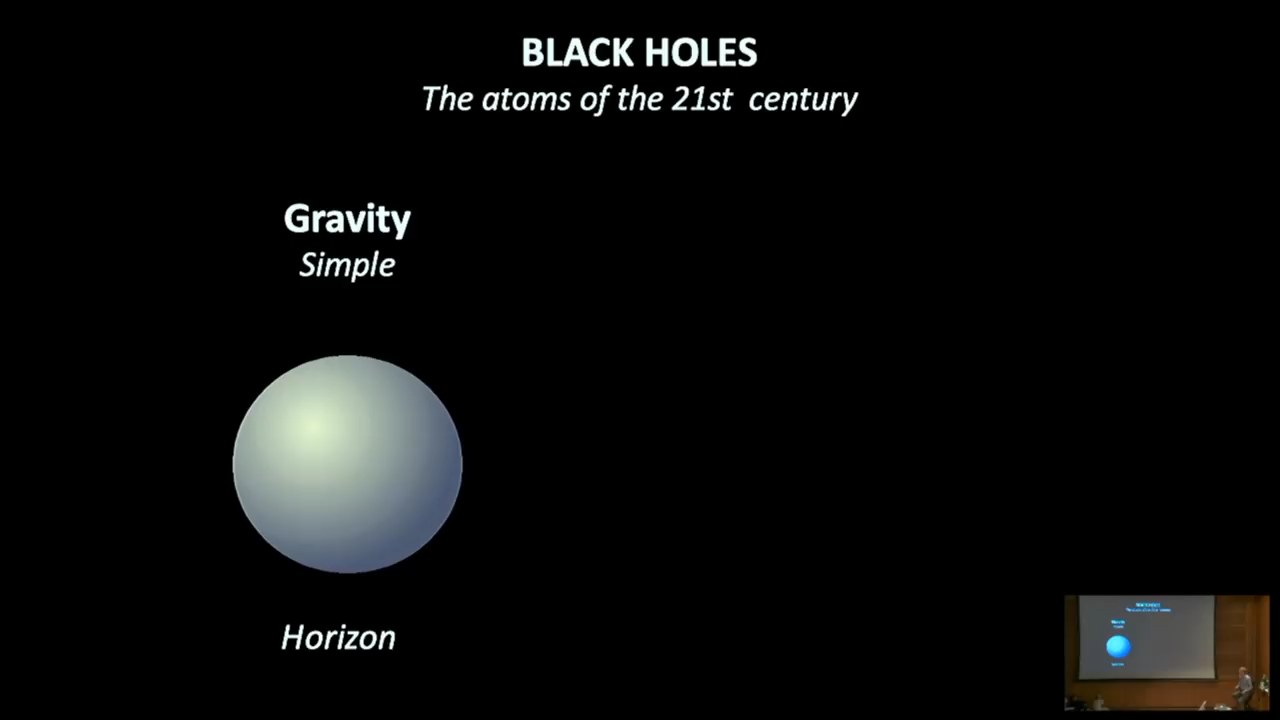 BLACK HOLES
The atoms of the 21st century
Gravity
Simple
Horizon